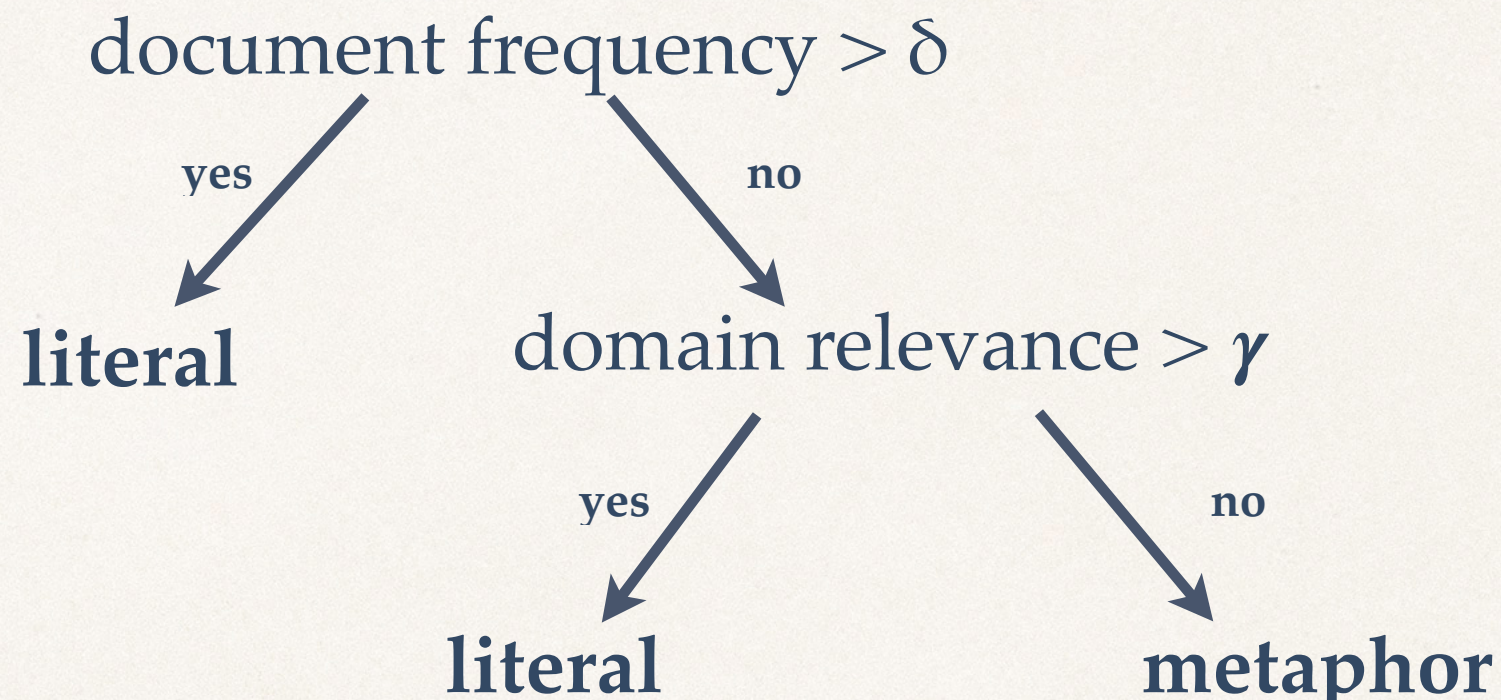 document frequency > δ
yes
no
literal
domain relevance > γ
yes
no
literal
metaphor